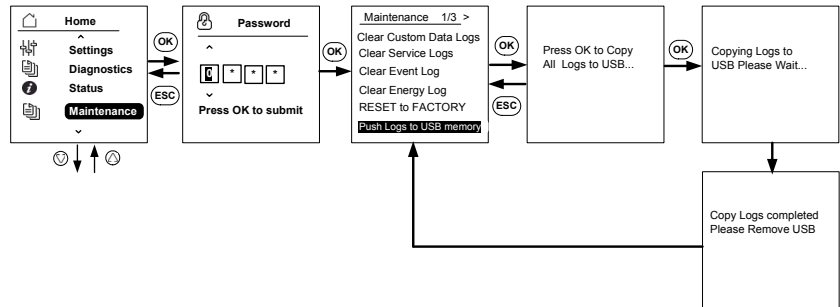 Home
Settings
Diagnostics
Status
Maintenance
OK
ESC
Password
0 * * *
Press OK to submit
OK
Maintenance 1/3 >
Clear Custom Data Logs
Clear Service Logs
Clear Event Log
Clear Energy Log
RESET to FACTORY
Push Logs to USB memory
OK
ESC
Press OK to Copy
All Logs to USB...
OK
Copying Logs to
USB Please Wait...
Copy Logs completed
Please Remove USB